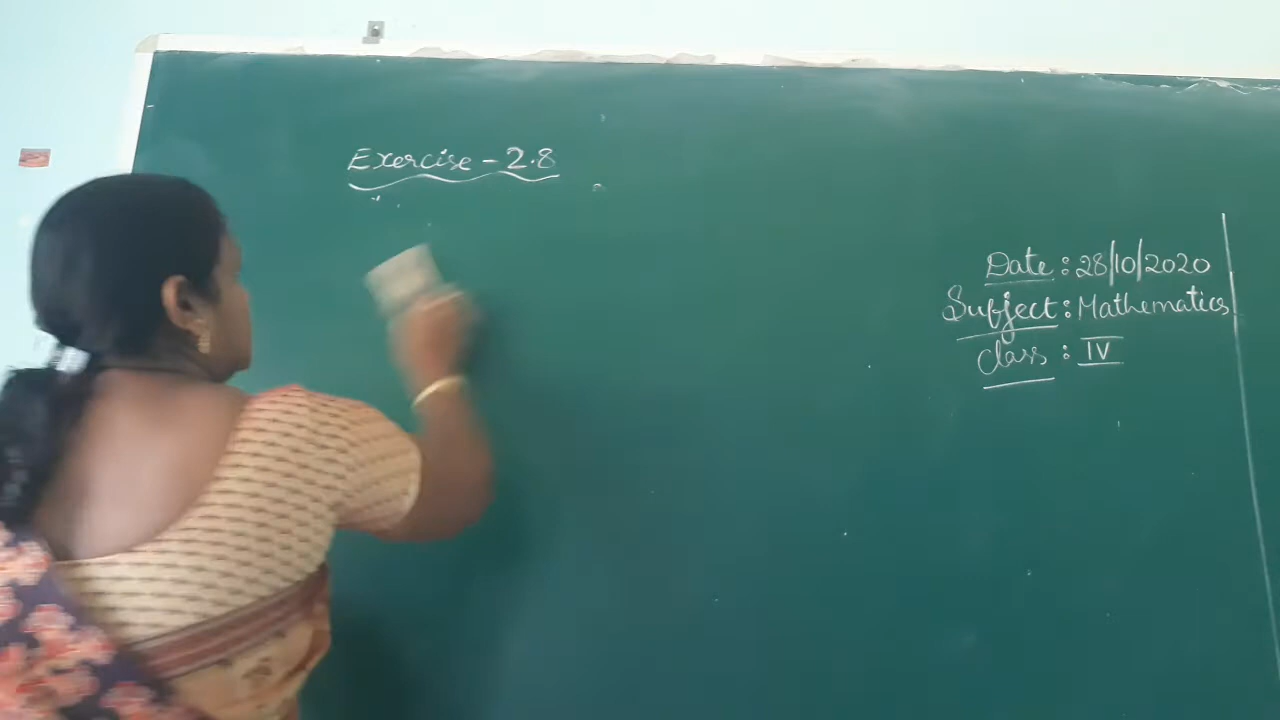 Exercise - 2.8
Date : 28/10/2020
Subject : Mathematics
Class : IV